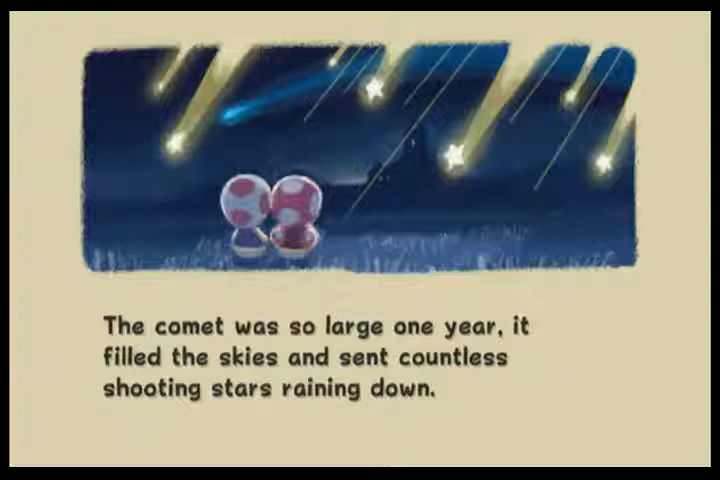 The comet was so large one year, it
filled the skies and sent countless
shooting stars raining down.